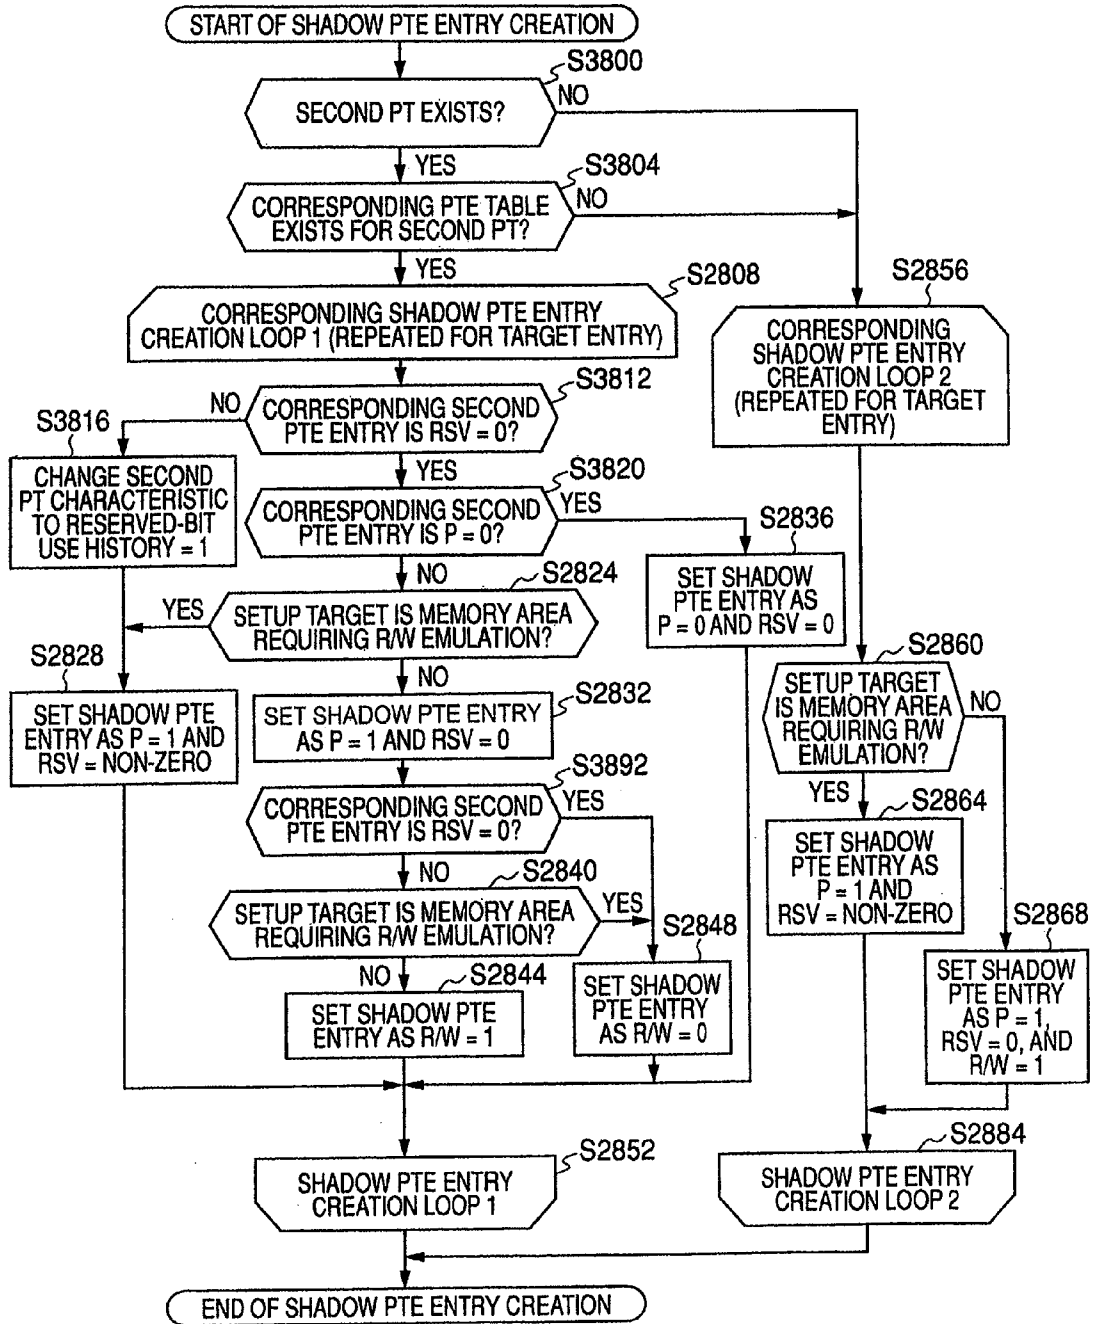 START OF SHADOW PTE ENTRY CREATION
S3800
SECOND PT EXISTS?
NO
YES
S3804
CORRESPONDING PTE TABLE
EXISTS FOR SECOND PT?
NO
YES
S2808
CORRESPONDING SHADOW PTE ENTRY
CREATION LOOP 1 (REPEATED FOR TARGET ENTRY)
S2856
CORRESPONDING
SHADOW PTE ENTRY
CREATION LOOP 2
(REPEATED FOR TARGET
ENTRY)
S3812
CORRESPONDING SECOND
PTE ENTRY IS RSV = 0?
NO
YES
S3816
CHANGE SECOND
PT CHARACTERISTIC
TO RESERVED-BIT
USE HISTORY = 1
S3820
CORRESPONDING SECOND
PTE ENTRY IS P = 0?
YES
NO
S2836
SET SHADOW
PTE ENTRY AS
P = 0 AND RSV = 0
S2824
SETUP TARGET IS MEMORY AREA
REQUIRING R/W EMULATION?
YES
NO
S2828
SET SHADOW PTE
ENTRY AS P = 1 AND
RSV = NON-ZERO
S2832
SET SHADOW PTE ENTRY
AS P = 1 AND RSV = 0
S2860
SETUP TARGET
IS MEMORY AREA
REQUIRING R/W
EMULATION?
NO
YES
S3892
CORRESPONDING SECOND
PTE ENTRY IS RSV = 0?
YES
NO
S2864
SET SHADOW
PTE ENTRY AS
P = 1 AND
RSV = NON-ZERO
S2840
SETUP TARGET IS MEMORY AREA
REQUIRING R/W EMULATION?
YES
NO
S2844
SET SHADOW PTE
ENTRY AS R/W = 1
S2848
SET SHADOW
PTE ENTRY
AS R/W = 0
S2868
SET SHADOW
PTE ENTRY
AS P = 1,
RSV = 0, AND
R/W = 1
S2852
SHADOW PTE ENTRY
CREATION LOOP 1
S2884
SHADOW PTE ENTRY
CREATION LOOP 2
END OF SHADOW PTE ENTRY CREATION